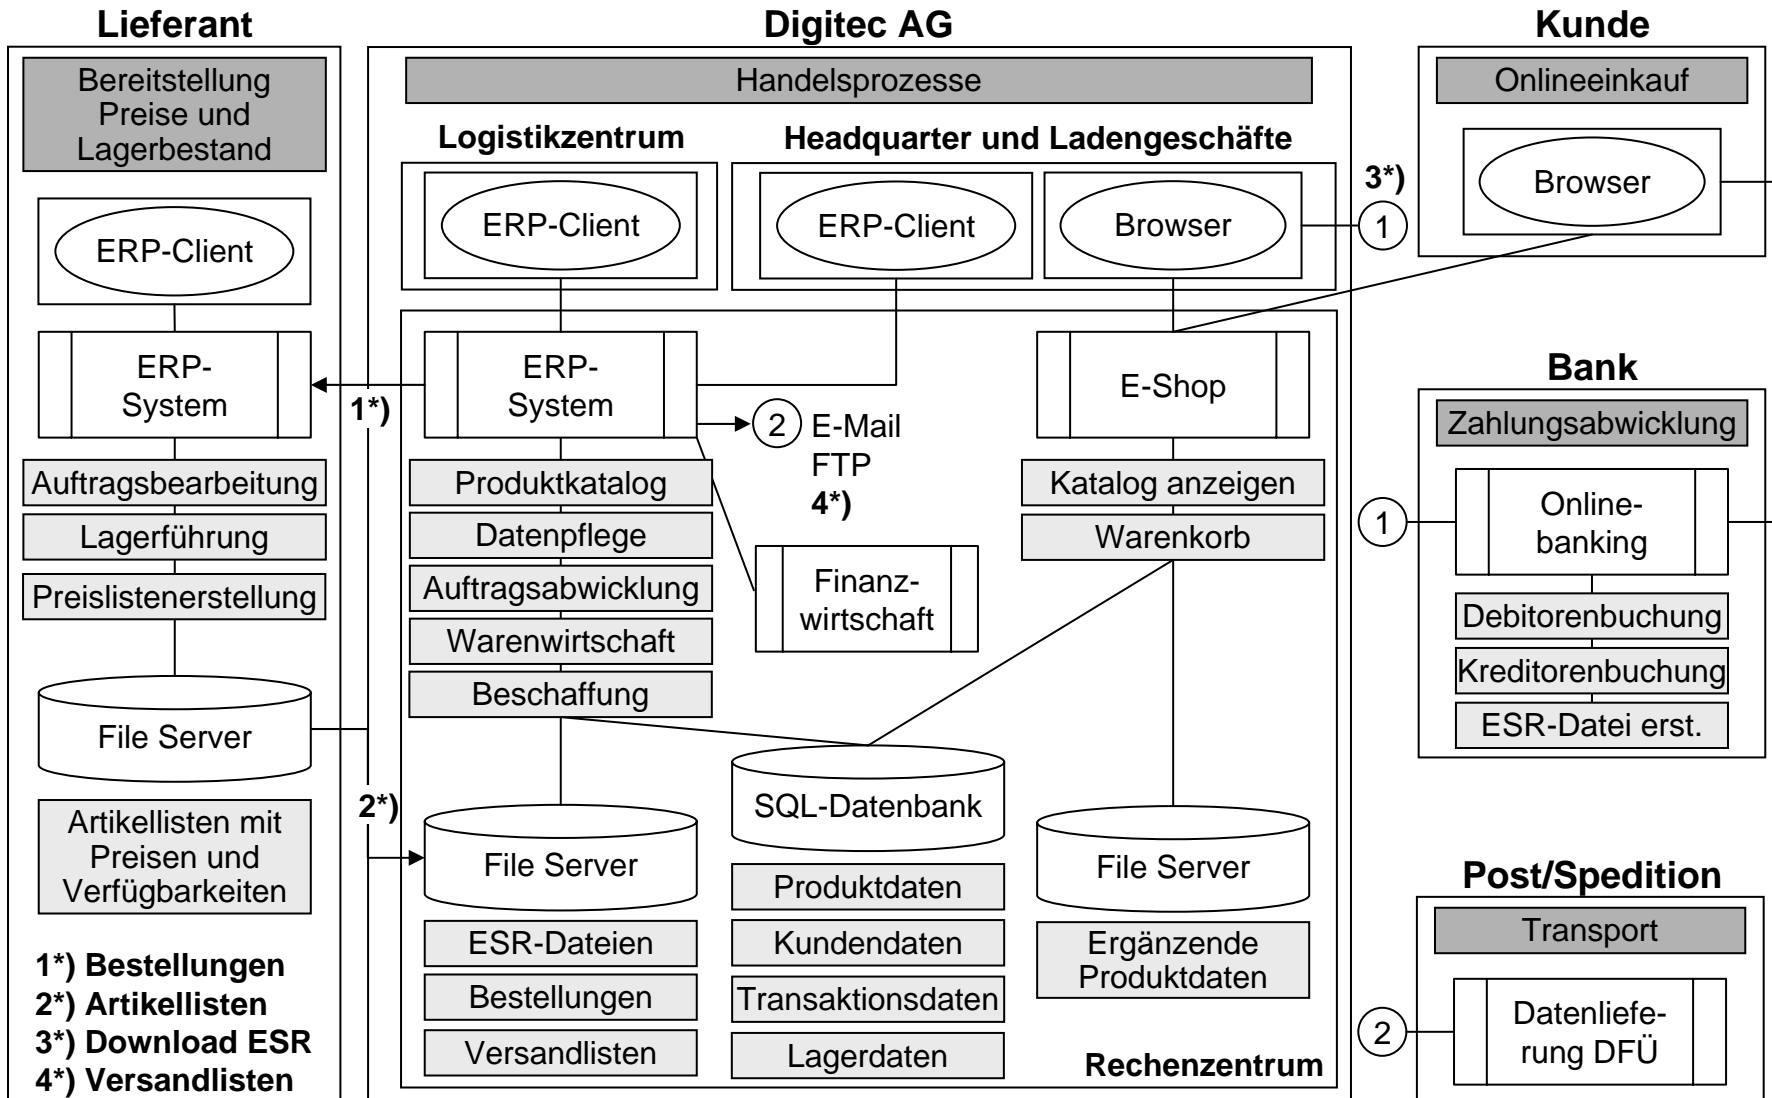 Lieferant
Bereitstellung
Preise und
Lagerbestand
ERP-Client
ERP-
System
Auftragsbearbeitung
Lagerführung
Preislistenerstellung
File Server
Artikellisten mit
Preisen und
Verfügbarkeiten
1*) Bestellungen
2*) Artikellisten
3*) Download ESR
4*) Versandlisten
1*)
2*)
Digitec AG
Handelsprozesse
Logistikzentrum
ERP-Client
Headquarter und Ladengeschäfte
ERP-Client
Browser
3*)
1
ERP-
System
2
E-Mail
FTP
4*)
Produktkatalog
Datenpflege
Auftragsabwicklung
Warenwirtschaft
Beschaffung
Finanz-
wirtschaft
E-Shop
Katalog anzeigen
Warenkorb
File Server
ESR-Dateien
Bestellungen
Versandlisten
SQL-Datenbank
Produktdaten
Kundendaten
Transaktionsdaten
Lagerdaten
File Server
Ergänzende
Produktdaten
Rechenzentrum
Kunde
Onlineeinkauf
Browser
Bank
Zahlungsabwicklung
1
Online-
banking
Debitorenbuchung
Kreditorenbuchung
ESR-Datei erst.
Post/Spedition
Transport
2
Datenliefe-
rung DFÜ